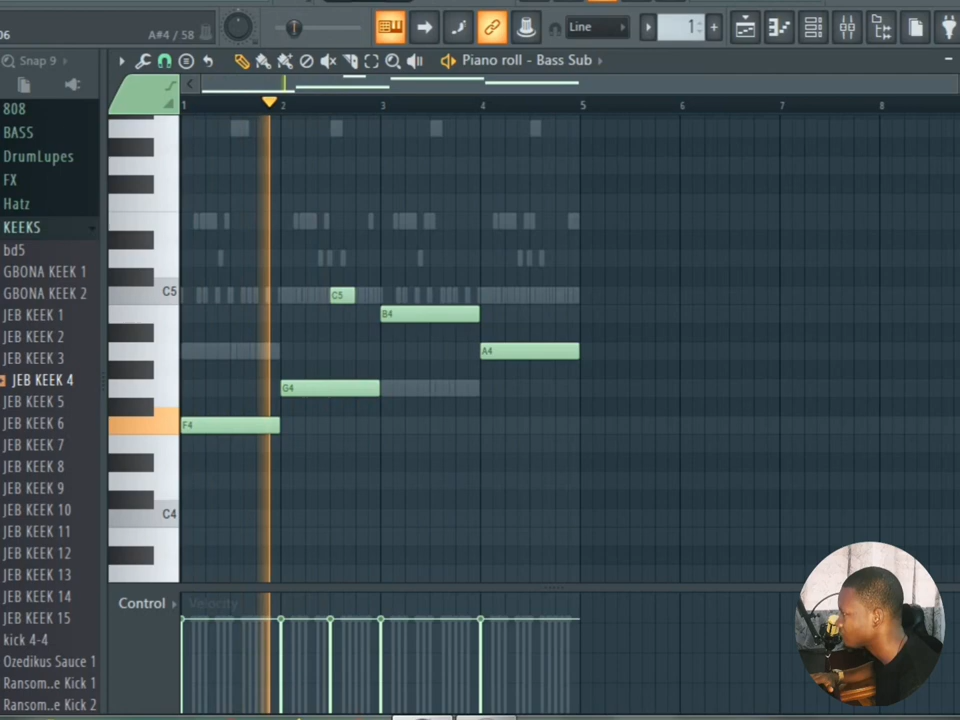 06
A#4 / 58
Line
1
Snap 9
Piano roll - Bass Sub
1 2 3 4 5 6 7 8
808
BASS
DrumLupes
FX
Hatz
KEEKS
bd5
GBONA KEEK 1
GBONA KEEK 2
JEB KEEK 1
JEB KEEK 2
JEB KEEK 3
JEB KEEK 4
JEB KEEK 5
JEB KEEK 6
JEB KEEK 7
JEB KEEK 8
JEB KEEK 9
JEB KEEK 10
JEB KEEK 11
JEB KEEK 12
JEB KEEK 13
JEB KEEK 14
JEB KEEK 15
kick 4-4
Ozedikus Sauce 1
Ransom..e Kick 1
Ransom..e Kick 2
C5
C5
B4
A4
G4
F4
C4
Control
Velocity